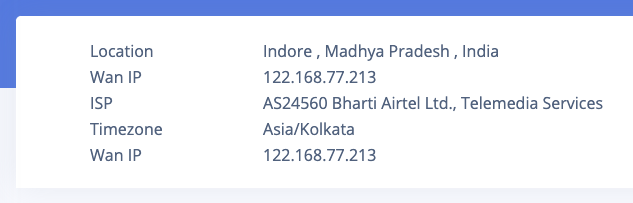 Location Indore , Madhya Pradesh , India
Wan IP 122.168.77.213
ISP AS24560 Bharti Airtel Ltd., Telemedia Services
Timezone Asia/Kolkata
Wan IP 122.168.77.213